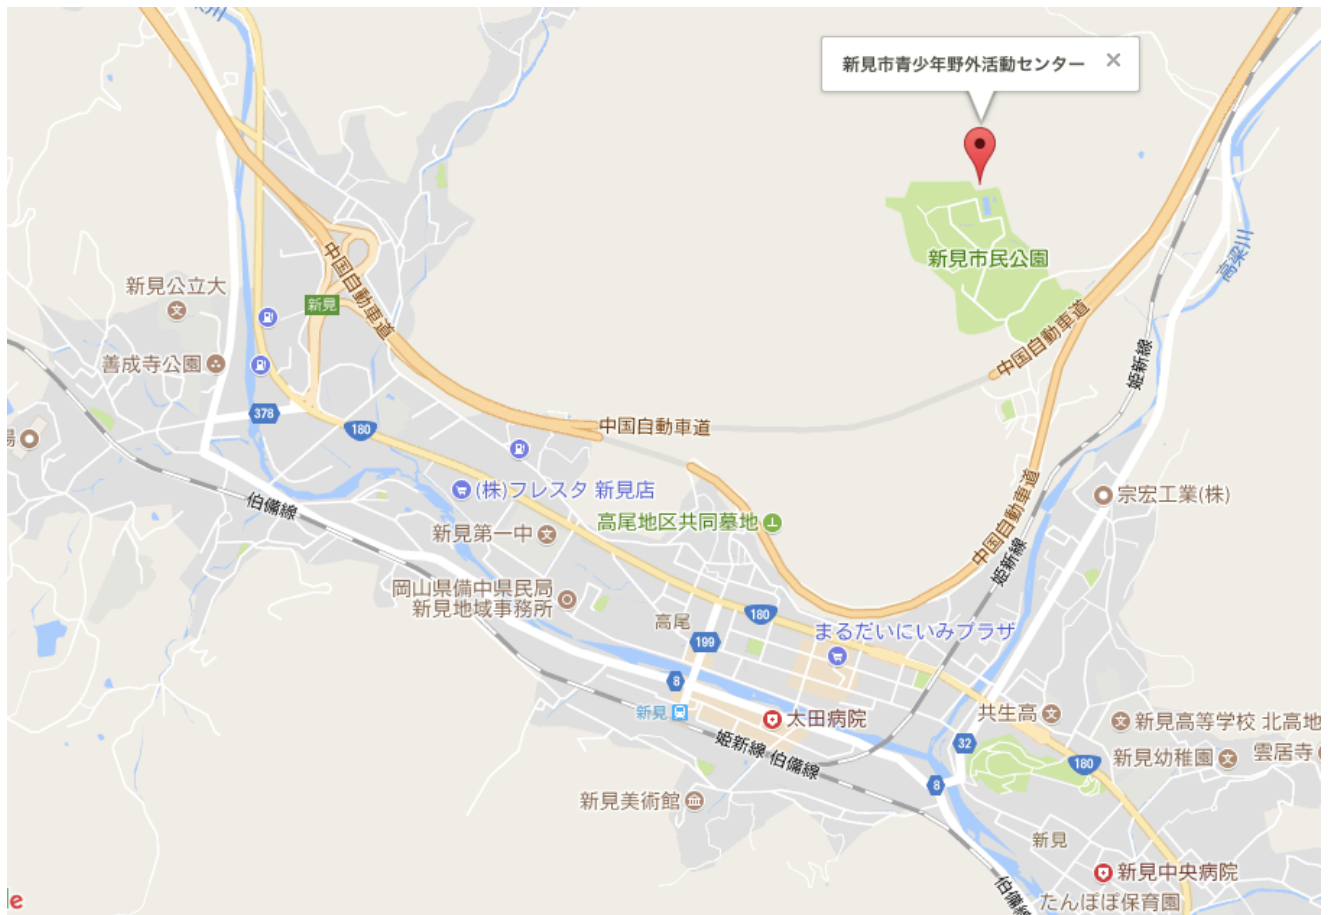 新見市青少年野外活動センター
新見市民公園
高梁川
中国自動車道
新見公立大
新見
善成寺公園
中国自動車道
姫新線
378
180
中国自動車道
伯備線
(株)フレスタ 新見店
宗宏工業(株)
高尾地区共同墓地
新見第一中
中国自動車道
姫新線
岡山県備中県民局
新見地域事務所
高尾
180
199
まるだいにいみプラザ
8
新見
太田病院
共生高
新見高等学校 北高地
32
姫新線 伯備線
180
新見幼稚園
雲居寺
8
新見美術館
新見
新見中央病院
伯備線
たんぽぽ保育園